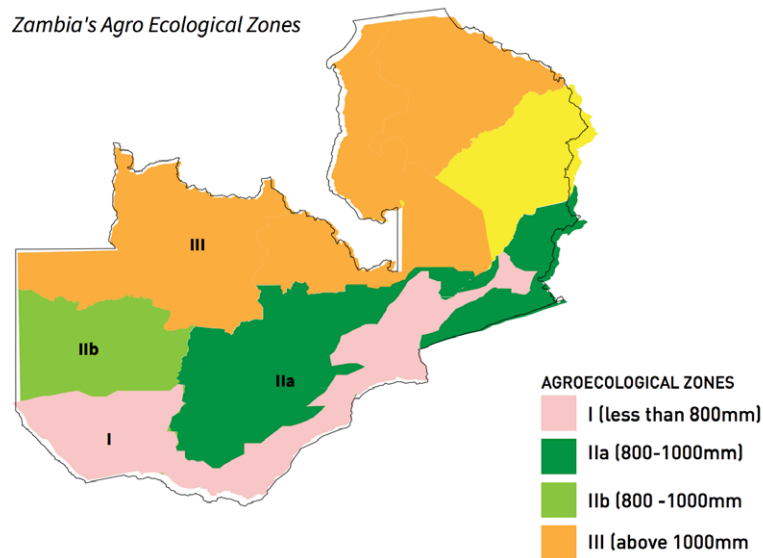 Zambia's Agro Ecological Zones
III
IIb
IIa
I
AGROECOLOGICAL ZONES
I (less than 800mm)
IIa (800-1000mm)
IIb (800 -1000mm
III (above 1000mm